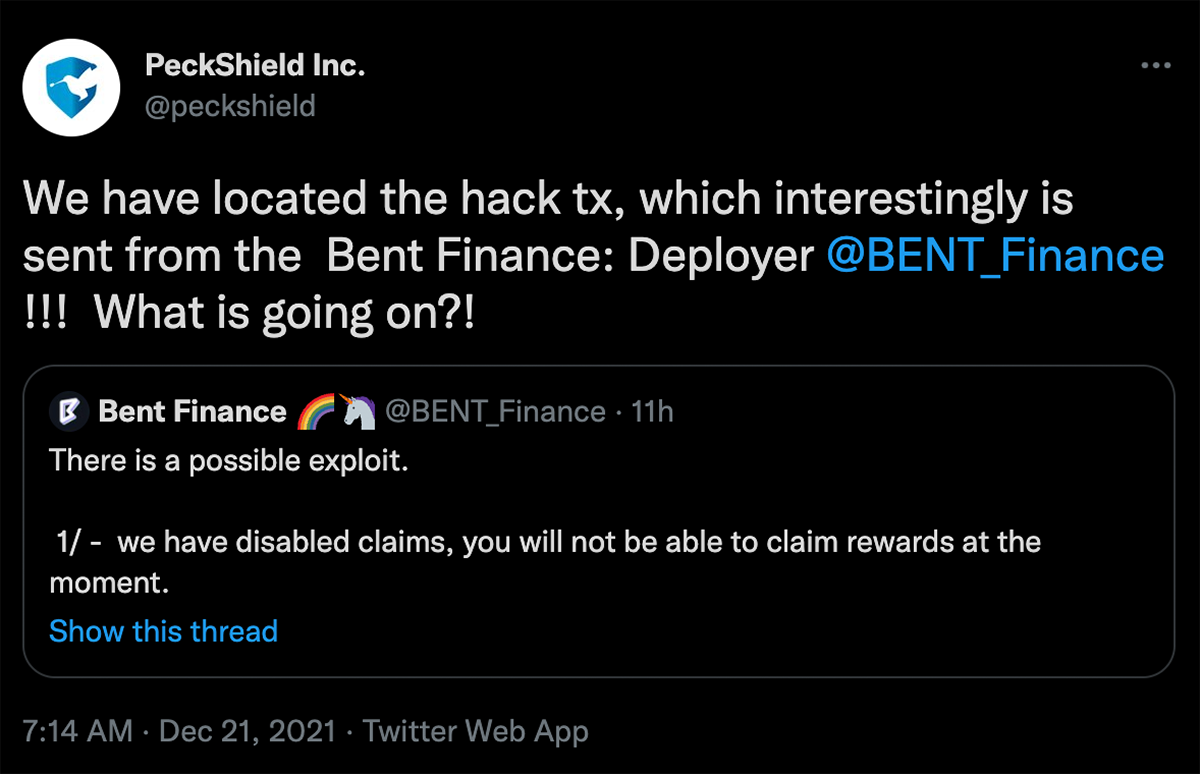 PeckShield Inc.
@peckshield
We have located the hack tx, which interestingly is
sent from the  Bent Finance: Deployer @BENT_Finance
!!!  What is going on?!
Bent Finance 🌈🦄 @BENT_Finance · 11h
There is a possible exploit.
1/ -  we have disabled claims, you will not be able to claim rewards at the
moment.
Show this thread
7:14 AM · Dec 21, 2021 · Twitter Web App